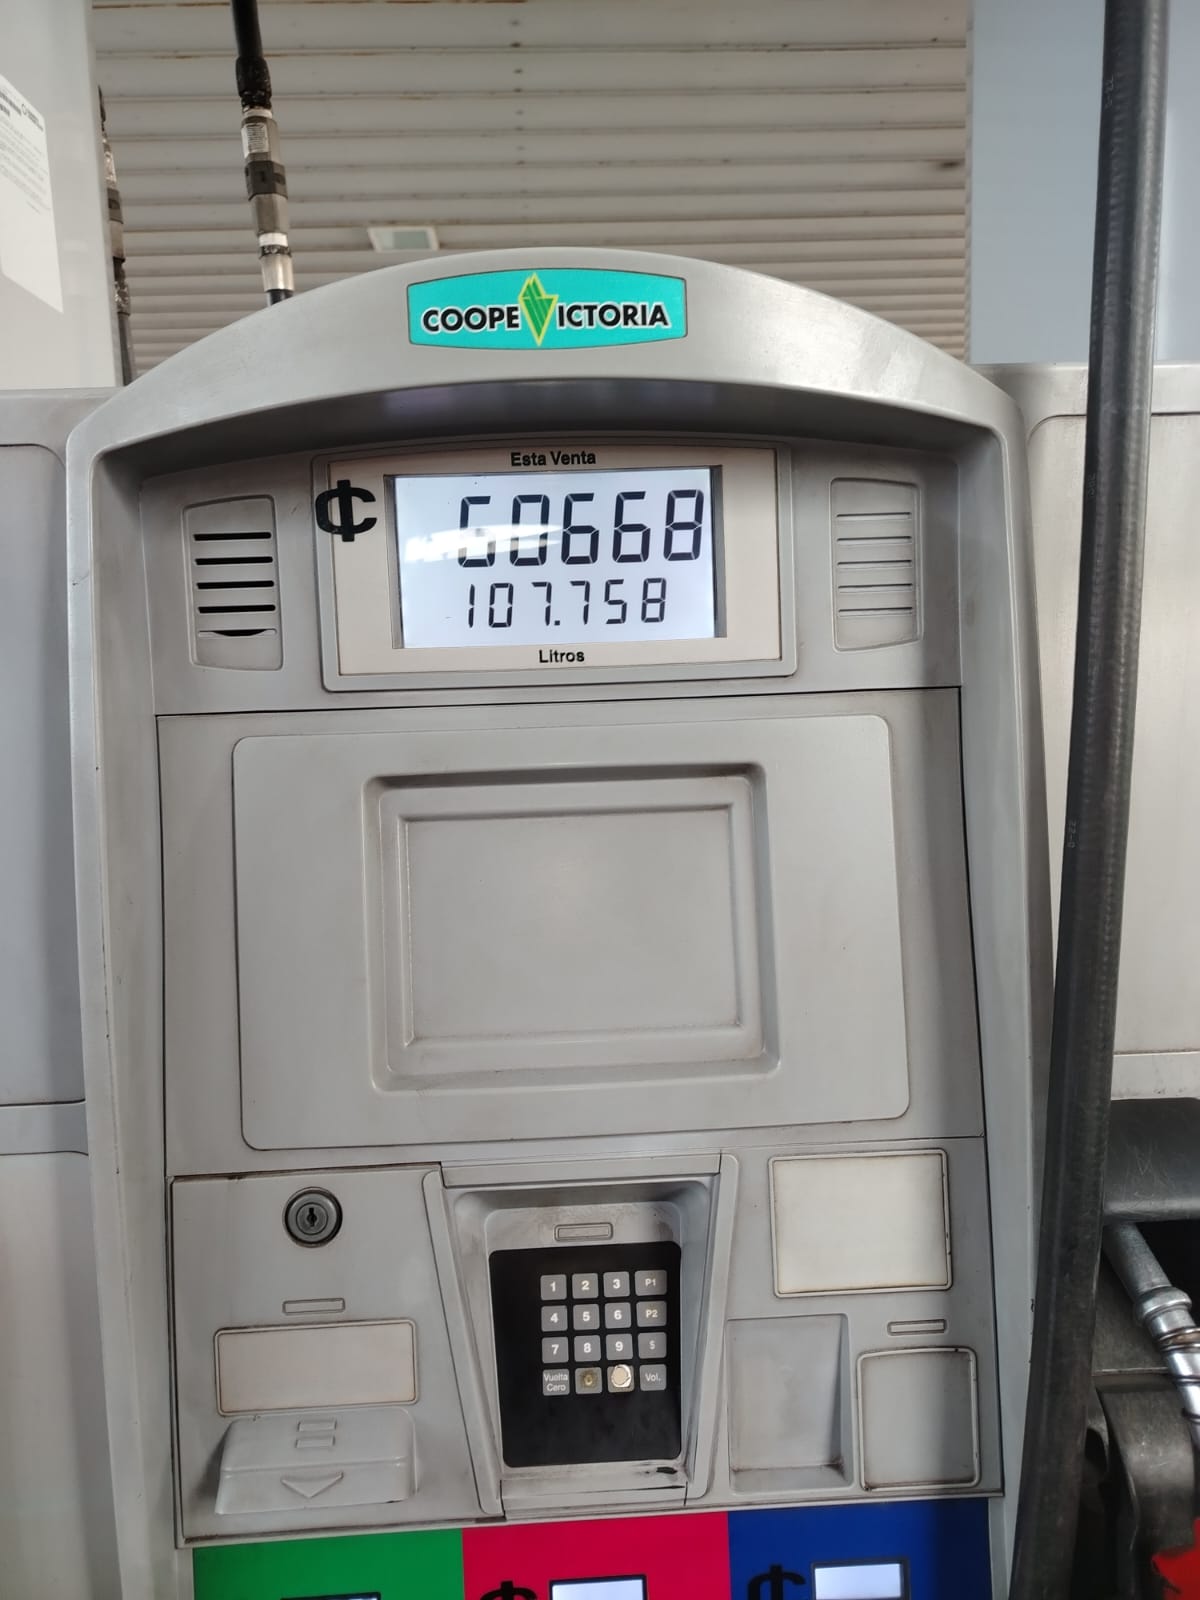 COOPEVICTORIA
Esta Venta
₡ 60668
107.758
Litros
1 2 3 P1
4 5 6 P2
7 8 9 $
Vuelta Cero 0 Vol.
₡ ₡